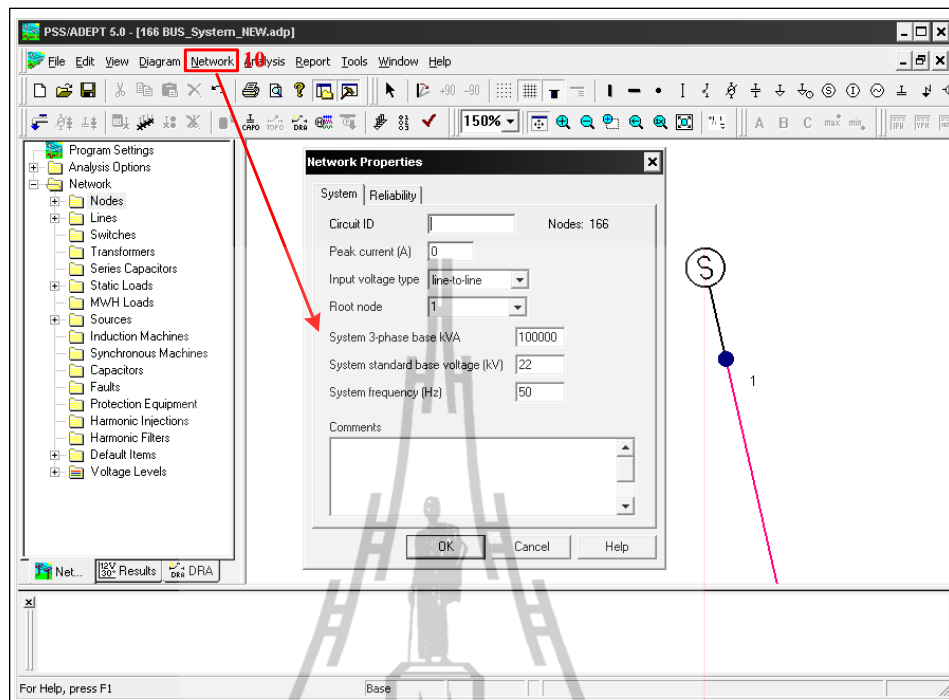 PSS/ADEPT 5.0 - [166 BUS_System_NEW.adp]
File Edit View Diagram Network 10 Analysis Report Tools Window Help
+90 -90
CAPO TOPO DRA 150% A B C max min
Program Settings
Analysis Options
Network
Nodes
Lines
Switches
Transformers
Series Capacitors
Static Loads
MWH Loads
Sources
Induction Machines
Synchronous Machines
Capacitors
Faults
Protection Equipment
Harmonic Injections
Harmonic Filters
Default Items
Voltage Levels
Net... Results DRA
Network Properties
System Reliability
Circuit ID Nodes: 166
Peak current (A) 0
Input voltage type line-to-line
Root node 1
System 3-phase base kVA 100000
System standard base voltage (kV) 22
System frequency (Hz) 50
Comments
OK Cancel Help
S
1
For Help, press F1 Base